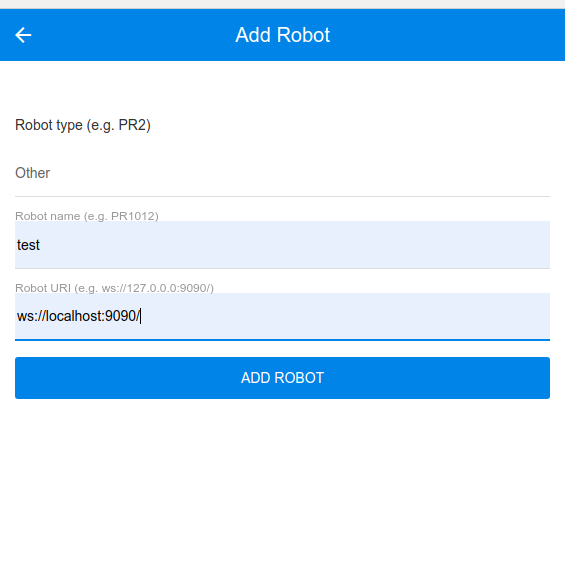 Add Robot
Robot type (e.g. PR2)
Other
Robot name (e.g. PR1012)
test
Robot URI (e.g. ws://127.0.0.0:9090/)
ws://localhost:9090/
ADD ROBOT